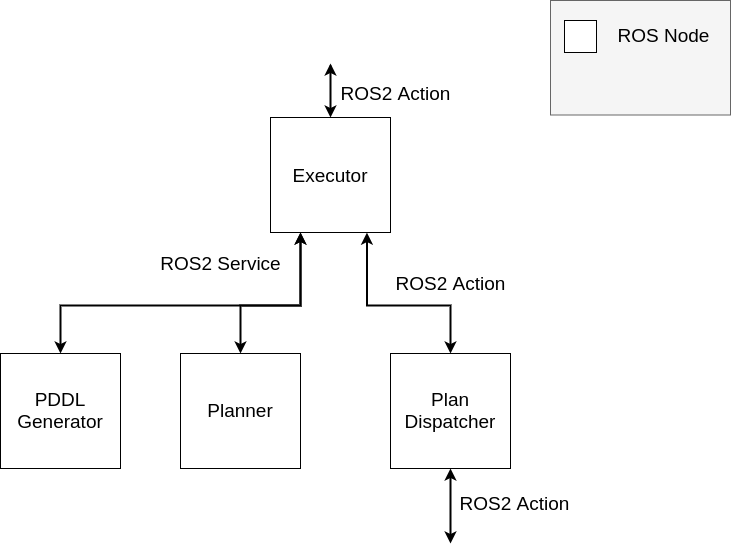 ROS Node
ROS2 Action
Executor
ROS2 Service
ROS2 Action
PDDL
Generator
Planner
Plan
Dispatcher
ROS2 Action